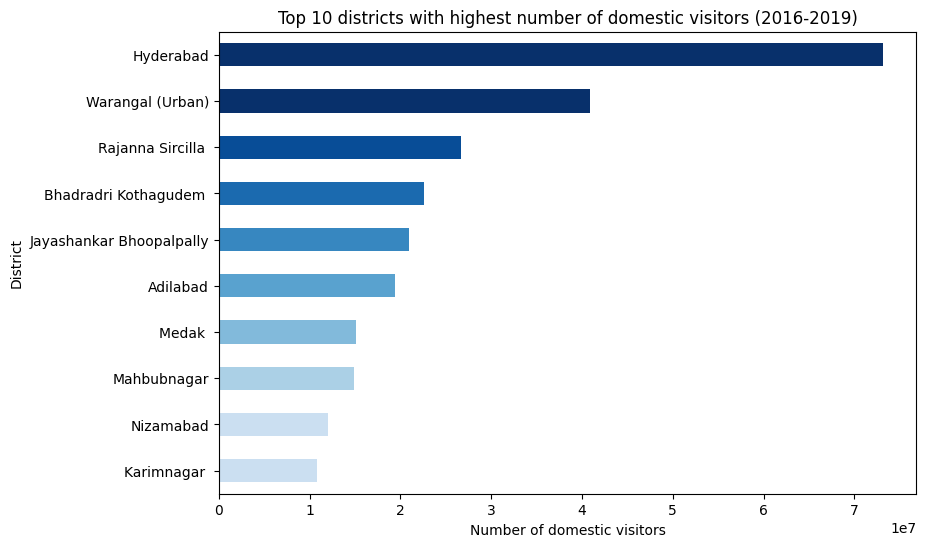 Top 10 districts with highest number of domestic visitors (2016-2019)
Hyderabad
Warangal (Urban)
Rajanna Sircilla
Bhadradri Kothagudem
Jayashankar Bhoopalpally
Adilabad
Medak
Mahbubnagar
Nizamabad
Karimnagar
District
0 1 2 3 4 5 6 7
1e7
Number of domestic visitors